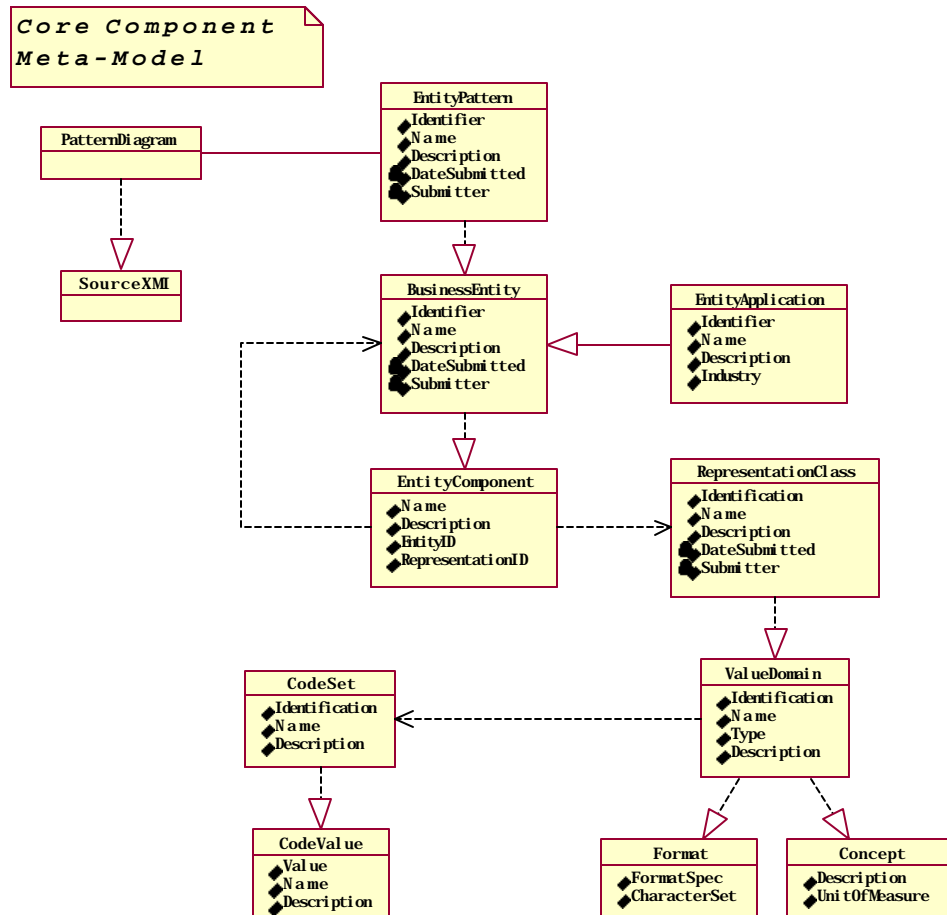 Core Component
Meta-Model
EntityPattern
Identifier
Name
Description
DateSubmitted
Submitter
PatternDiagram
SourceXMI
BusinessEntity
Identifier
Name
Description
DateSubmitted
Submitter
EntityApplication
Identifier
Name
Description
Industry
EntityComponent
Name
Description
EntityID
RepresentationID
RepresentationClass
Identification
Name
Description
DateSubmitted
Submitter
CodeSet
Identification
Name
Description
ValueDomain
Identification
Name
Type
Description
CodeValue
Value
Name
Description
Format
FormatSpec
CharacterSet
Concept
Description
UnitOfMeasure